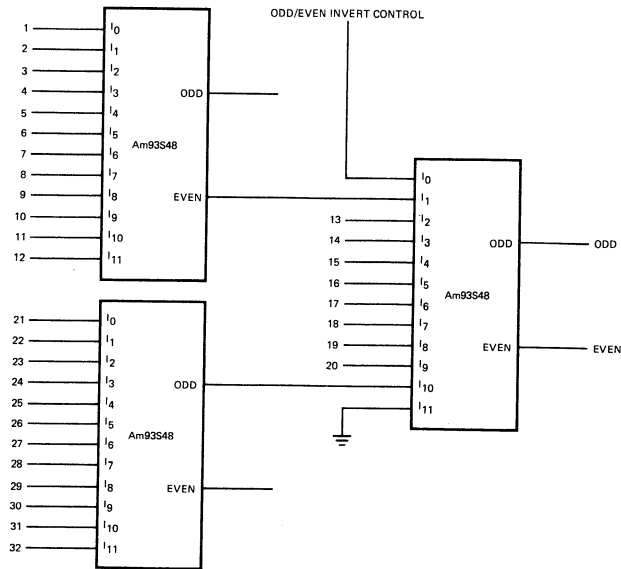 ODD/EVEN INVERT CONTROL
1 I0
2 I1
3 I2
4 I3 ODD
5 I4
6 I5 Am93S48
7 I6
8 I7
9 I8 EVEN
10 I9
11 I10
12 I11
I0
I1
13 I2
14 I3 ODD ODD
15 I4
16 I5 Am93S48
17 I6
18 I7
19 I8 EVEN EVEN
20 I9
I10
I11
21 I0
22 I1
23 I2
24 I3 ODD
25 I4
26 I5 Am93S48
27 I6
28 I7
29 I8 EVEN
30 I9
31 I10
32 I11